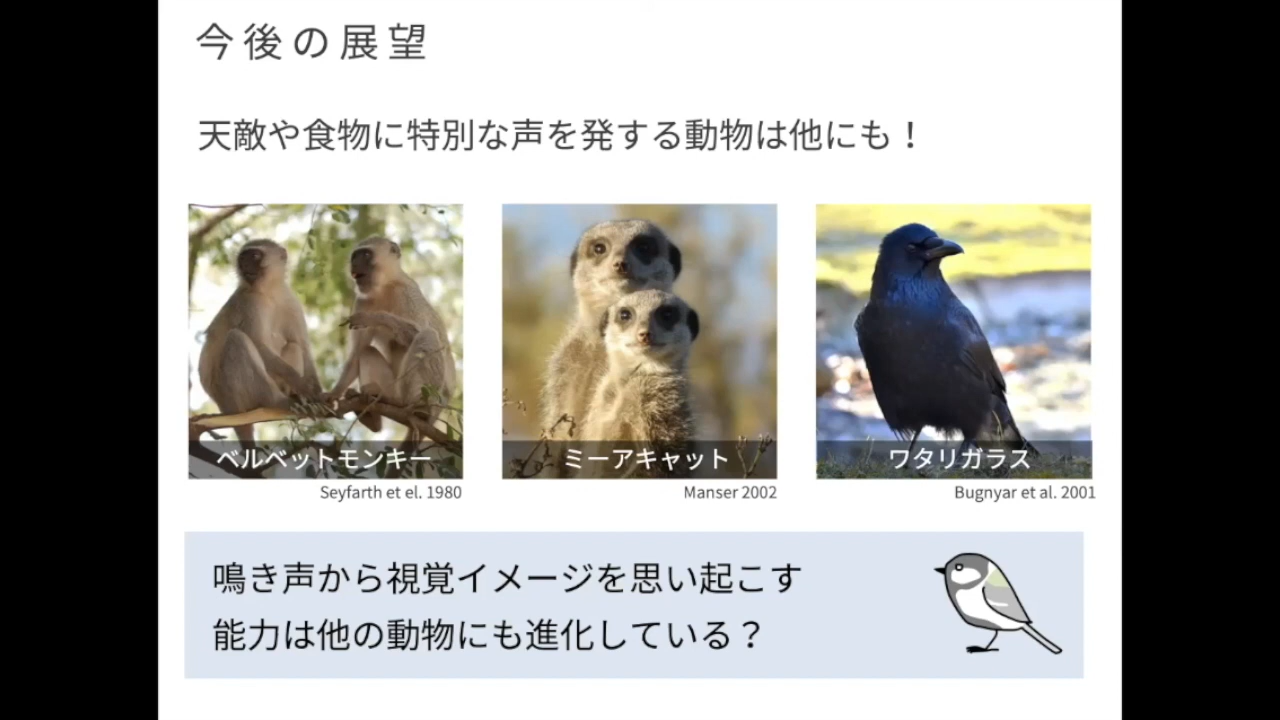 今後の展望
天敵や食物に特別な声を発する動物は他にも！
ベルベットモンキー
ミーアキャット
ワタリガラス
Seyfarth et el. 1980
Manser 2002
Bugnyar et al. 2001
鳴き声から視覚イメージを思い起こす
能力は他の動物にも進化している？